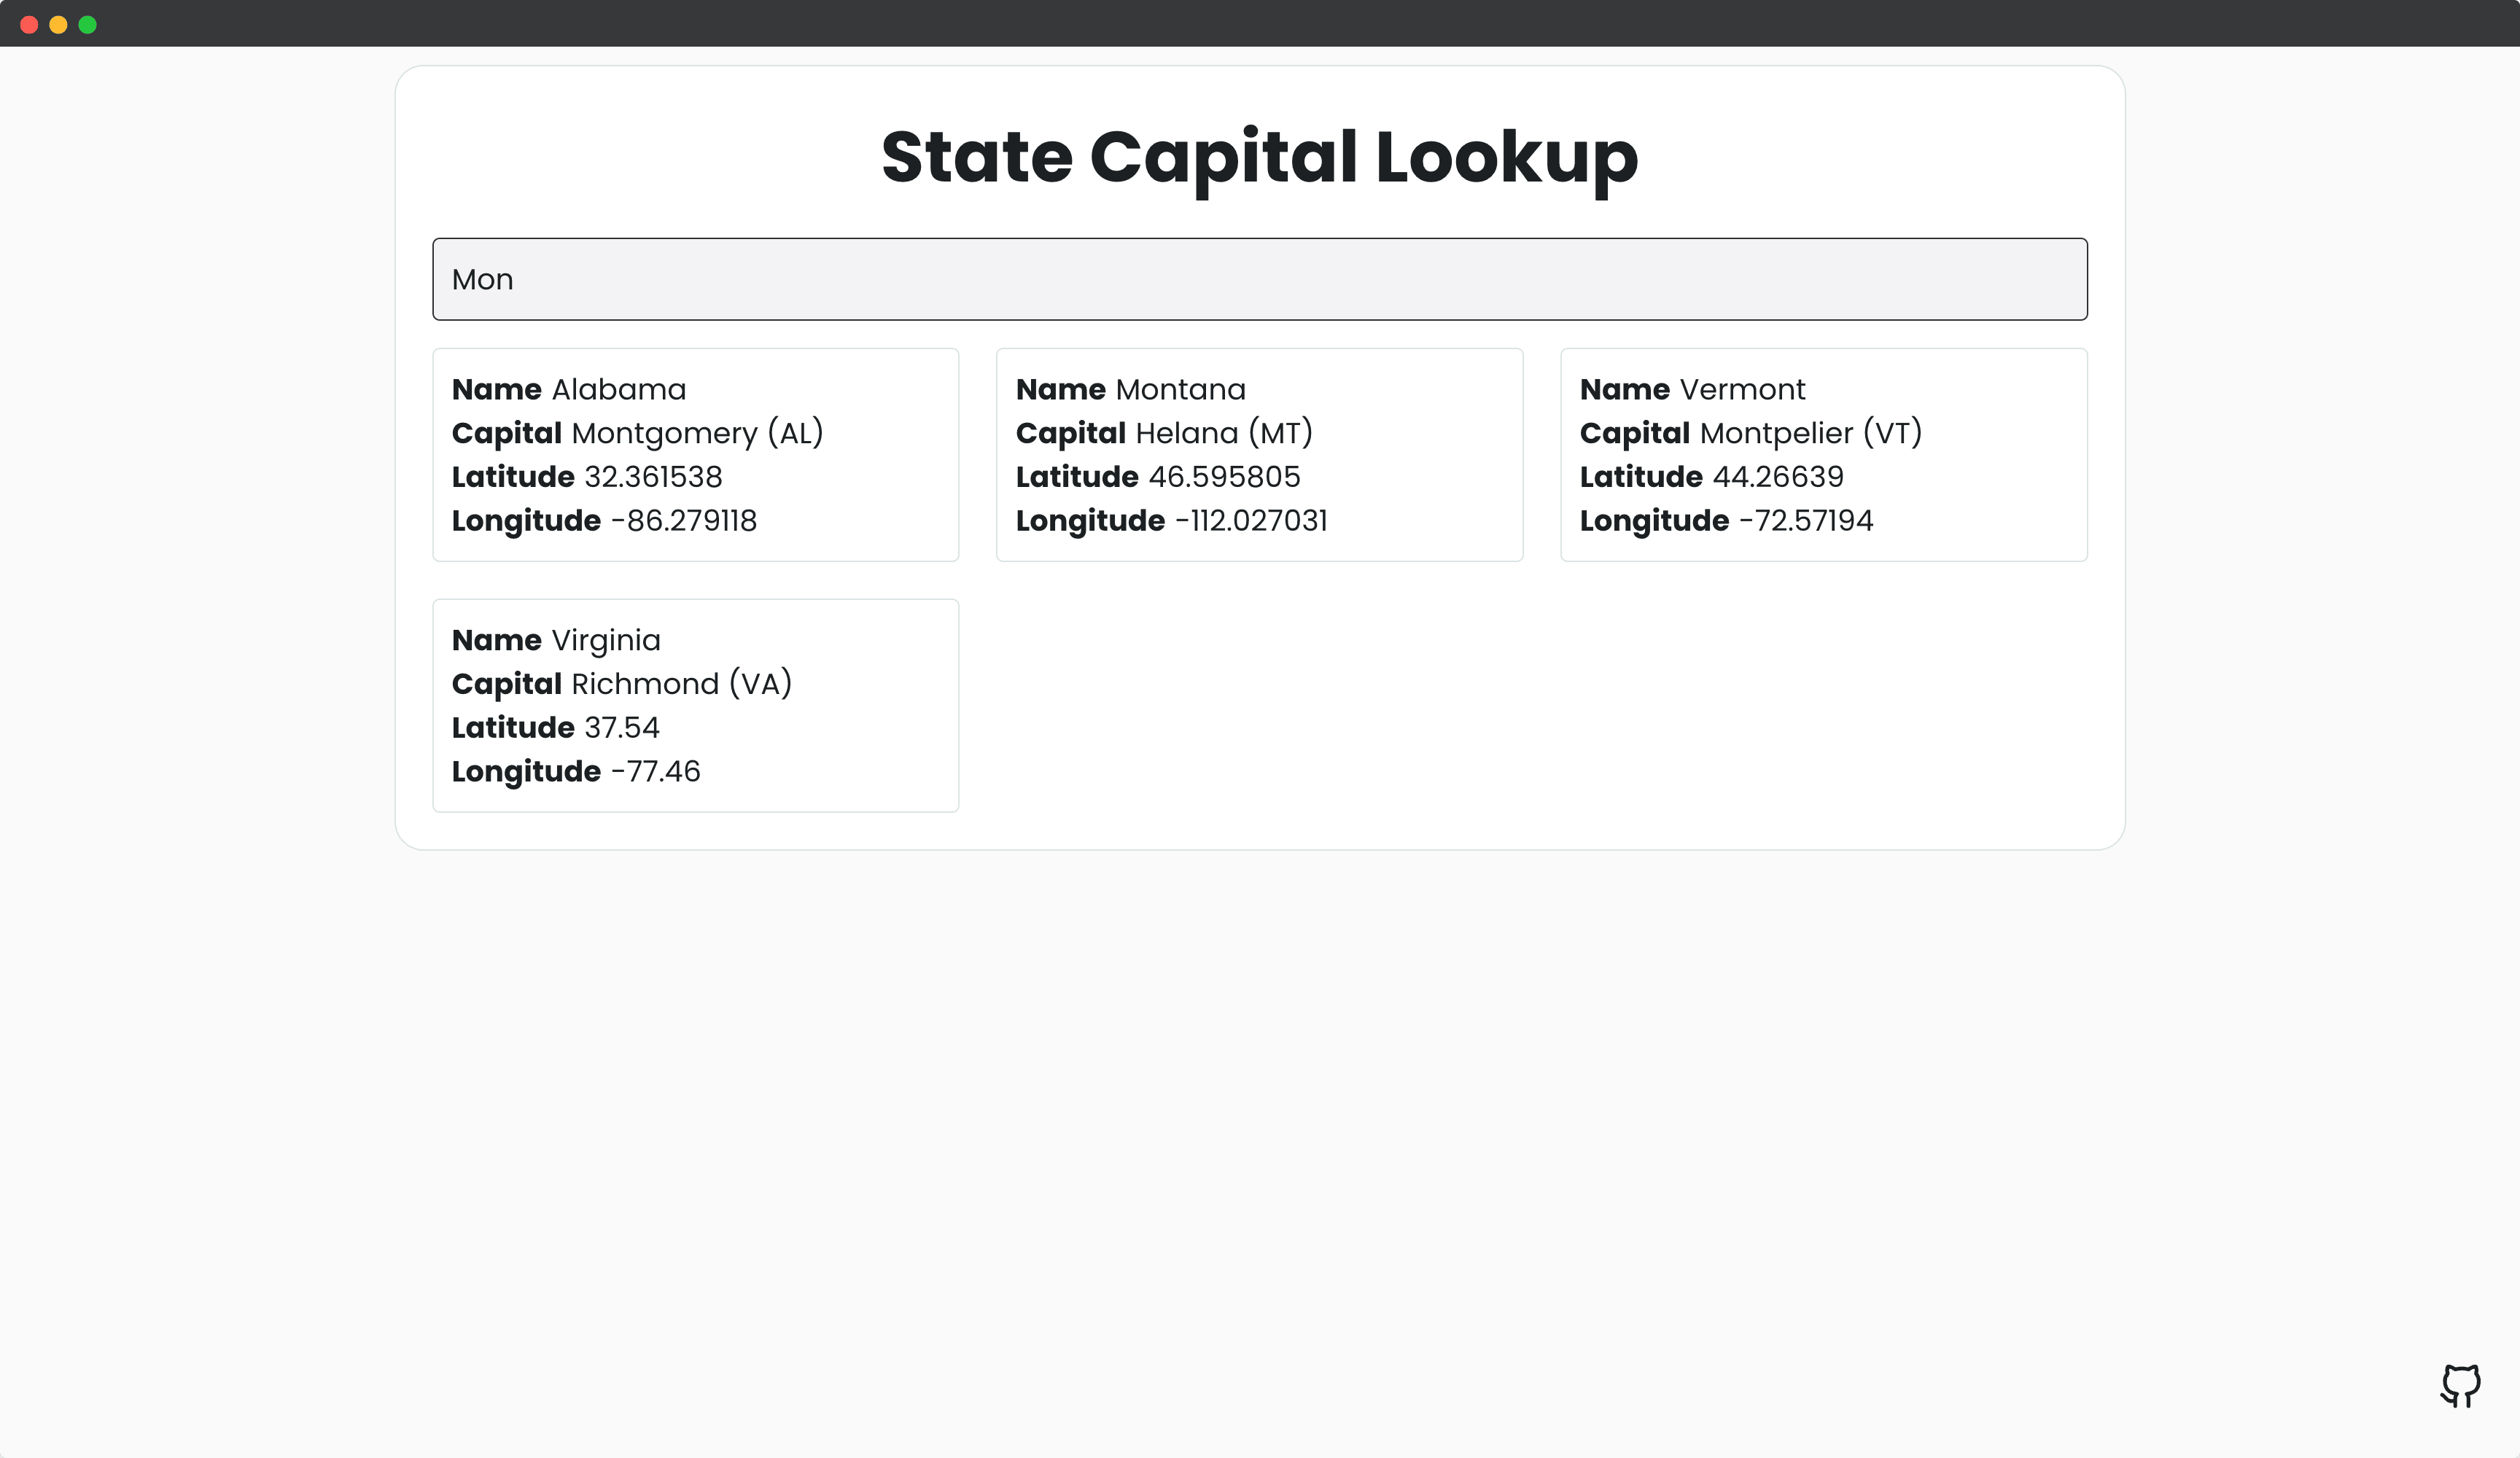 State Capital Lookup
Mon
Name Alabama
Capital Montgomery (AL)
Latitude 32.361538
Longitude -86.279118
Name Montana
Capital Helana (MT)
Latitude 46.595805
Longitude -112.027031
Name Vermont
Capital Montpelier (VT)
Latitude 44.26639
Longitude -72.57194
Name Virginia
Capital Richmond (VA)
Latitude 37.54
Longitude -77.46